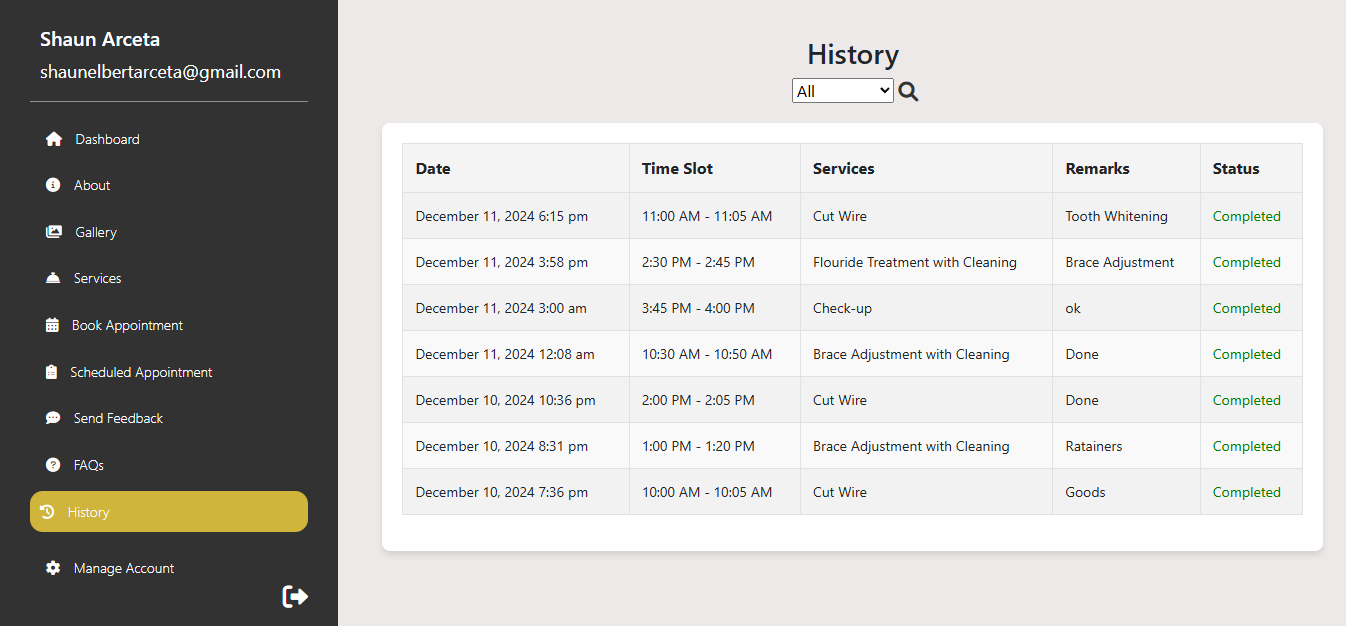 Shaun Arceta
shaunelbertarceta@gmail.com
Dashboard
About
Gallery
Services
Book Appointment
Scheduled Appointment
Send Feedback
FAQs
History
Manage Account
History
All
Date Time Slot Services Remarks Status
December 11, 2024 6:15 pm 11:00 AM - 11:05 AM Cut Wire Tooth Whitening Completed
December 11, 2024 3:58 pm 2:30 PM - 2:45 PM Flouride Treatment with Cleaning Brace Adjustment Completed
December 11, 2024 3:00 am 3:45 PM - 4:00 PM Check-up ok Completed
December 11, 2024 12:08 am 10:30 AM - 10:50 AM Brace Adjustment with Cleaning Done Completed
December 10, 2024 10:36 pm 2:00 PM - 2:05 PM Cut Wire Done Completed
December 10, 2024 8:31 pm 1:00 PM - 1:20 PM Brace Adjustment with Cleaning Ratainers Completed
December 10, 2024 7:36 pm 10:00 AM - 10:05 AM Cut Wire Goods Completed